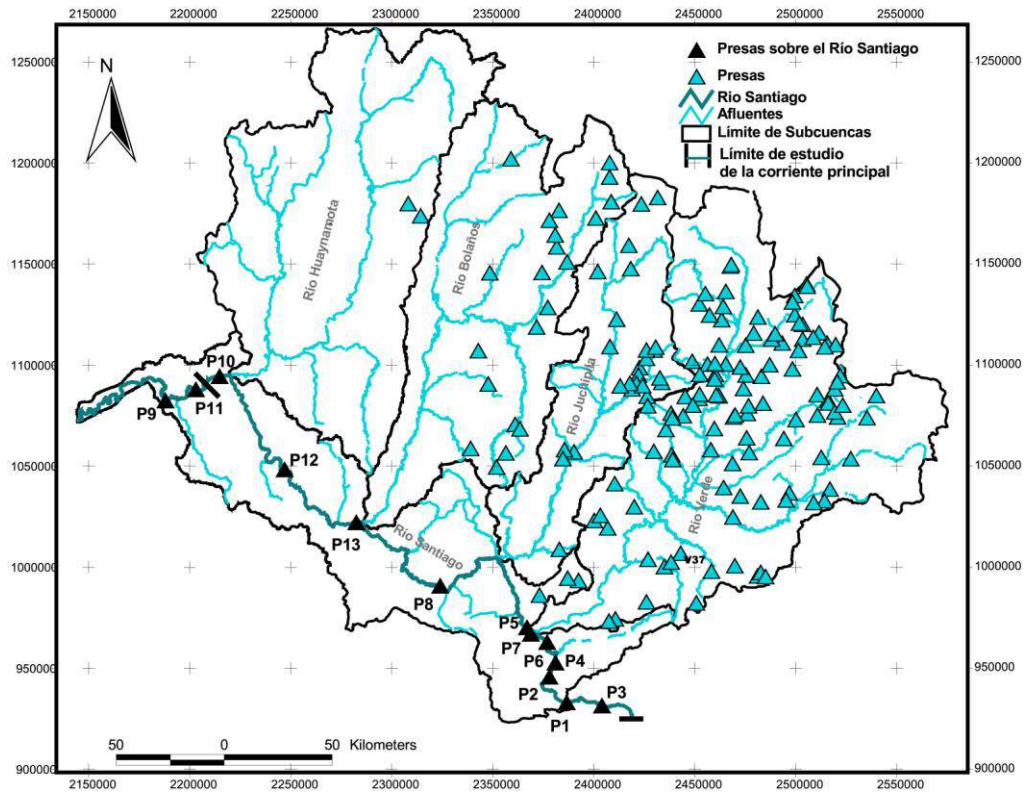 2150000 2200000 2250000 2300000 2350000 2400000 2450000 2500000 2550000
1250000 1250000
N
Presas sobre el Río Santiago
Presas
Rio Santiago
Afluentes
Límite de Subcuencas
Límite de estudio
de la corriente principal
1200000 1200000
Río Huaynamota
Río Bolaños
1150000 1150000
Río Juchipila
1100000 1100000
P10
P9
P11
P12
1050000 1050000
Río Verde
P13
Río Santiago
V37
1000000 1000000
P8
P5
P7
P6
P4
950000 950000
P2
P3
P1
50 0 50 Kilometers
900000 900000
2150000 2200000 2250000 2300000 2350000 2400000 2450000 2500000 2550000